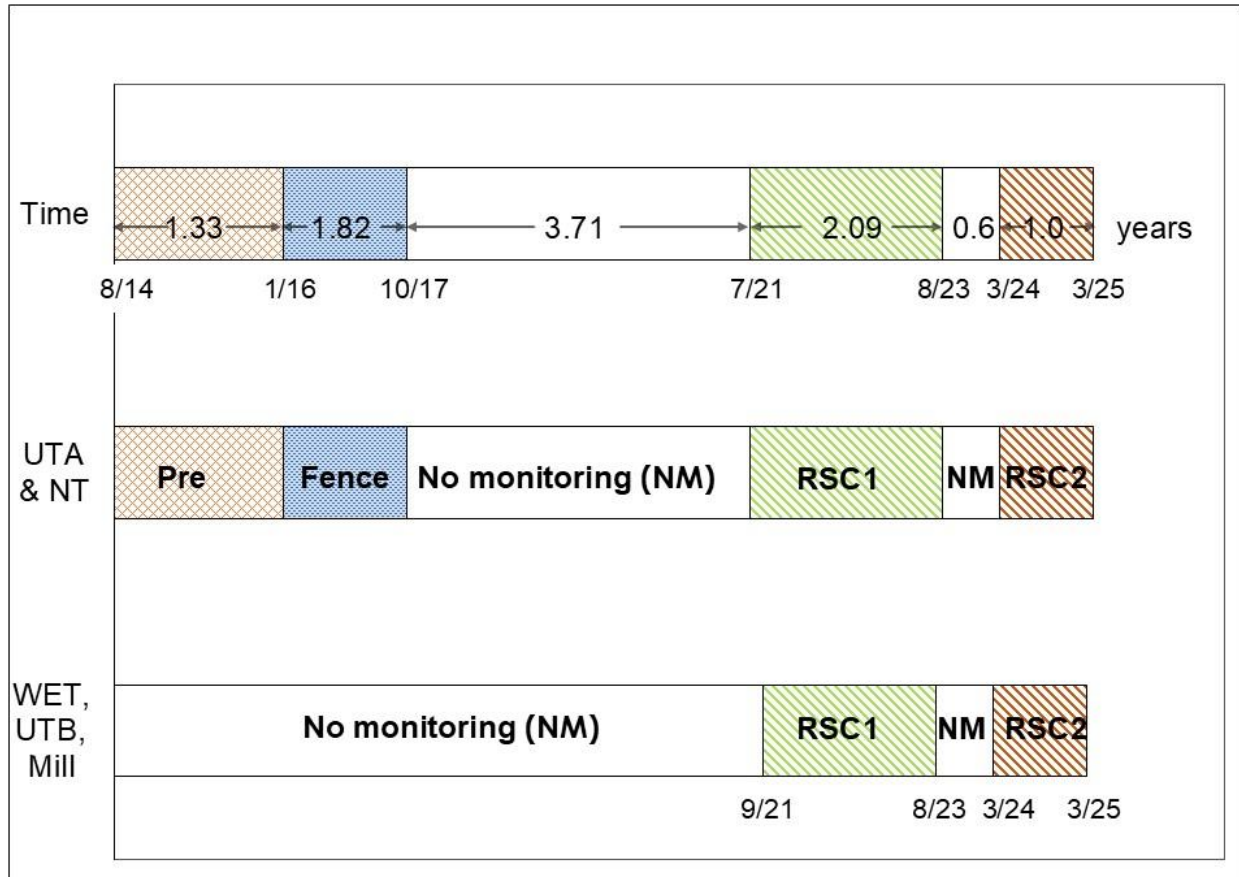 Time 1.33 1.82 3.71 2.09 0.6 1.0 years
8/14 1/16 10/17 7/21 8/23 3/24 3/25
UTA
& NT
Pre Fence No monitoring (NM) RSC1 NM RSC2
WET,
UTB,
Mill
No monitoring (NM) RSC1 NM RSC2
9/21 8/23 3/24 3/25